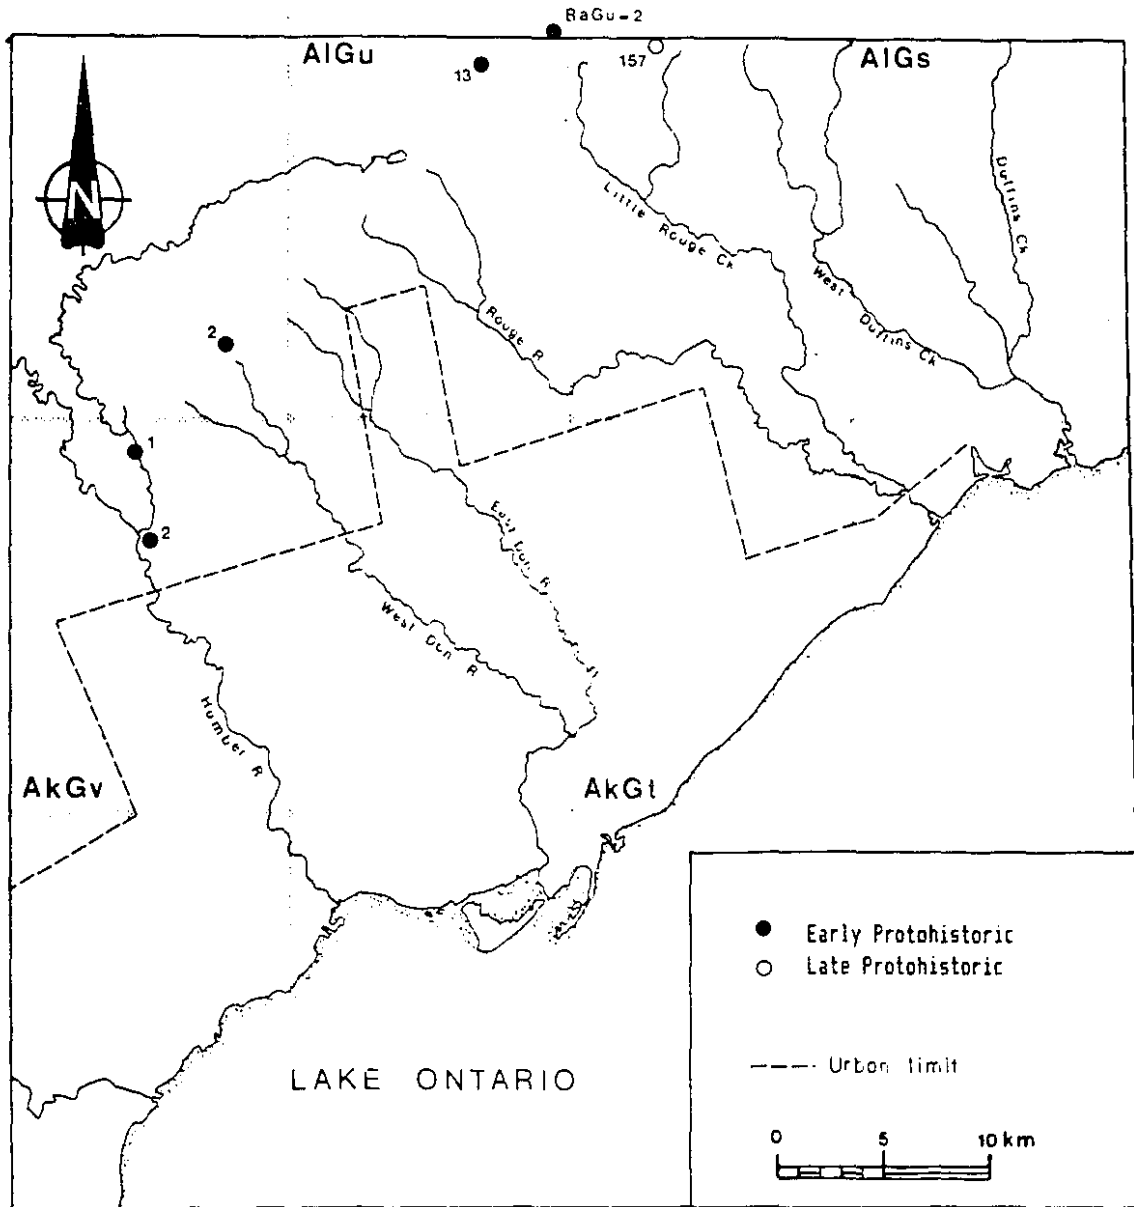 BaGu-2
AlGu
13
157
AlGs
N
Little Rouge Ck
Duffins Ck
West Duffins Ck
Rouge R
2
1
2
East Don R
West Don R
Humber R
AkGv
AkGt
Early Protohistoric
Late Protohistoric
LAKE ONTARIO
Urban limit
0 5 10 km